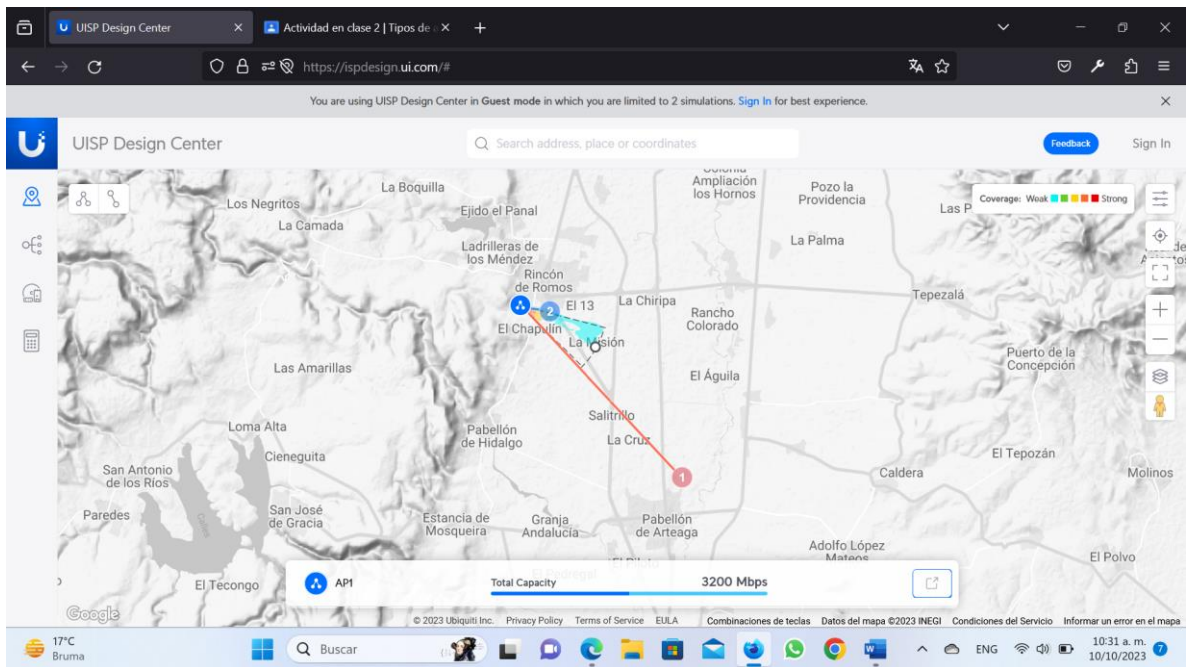 UISP Design Center
Actividad en clase 2 | Tipos de
https://ispdesign.ui.com/#
You are using UISP Design Center in Guest mode in which you are limited to 2 simulations. Sign In for best experience.
UISP Design Center
Search address, place or coordinates
Feedback
Sign In
Coverage: Weak
Strong
Ampliación
los Hornos
Pozo la
Providencia
La Boquilla
Los Negritos
La Camada
Ejido el Panal
Las P
Ladrilleras de
los Méndez
La Palma
Rincón
de Romos
El 13
La Chiripa
Tepezalá
Rancho
Colorado
2
El Chapulín
La Misión
Puerto de la
Concepción
Las Amarillas
El Águila
Salitrillo
Loma Alta
Pabellón
de Hidalgo
La Cruz
Cieneguita
El Tepozán
San Antonio
de los Ríos
1
Caldera
Molinos
Paredes
San José
de Gracia
Estancia de
Mosqueira
Granja
Andalucía
Pabellón
de Arteaga
Adolfo López
Mateos
El Polvo
El Tecongo
AP1
Total Capacity
3200 Mbps
Google
© 2023 Ubiquiti Inc.
Privacy Policy
Terms of Service
EULA
Combinaciones de teclas
Datos del mapa ©2023 INEGI
Condiciones del Servicio
Informar un error en el mapa
17°C
Bruma
Buscar
ENG
10:31 a. m.
10/10/2023
7